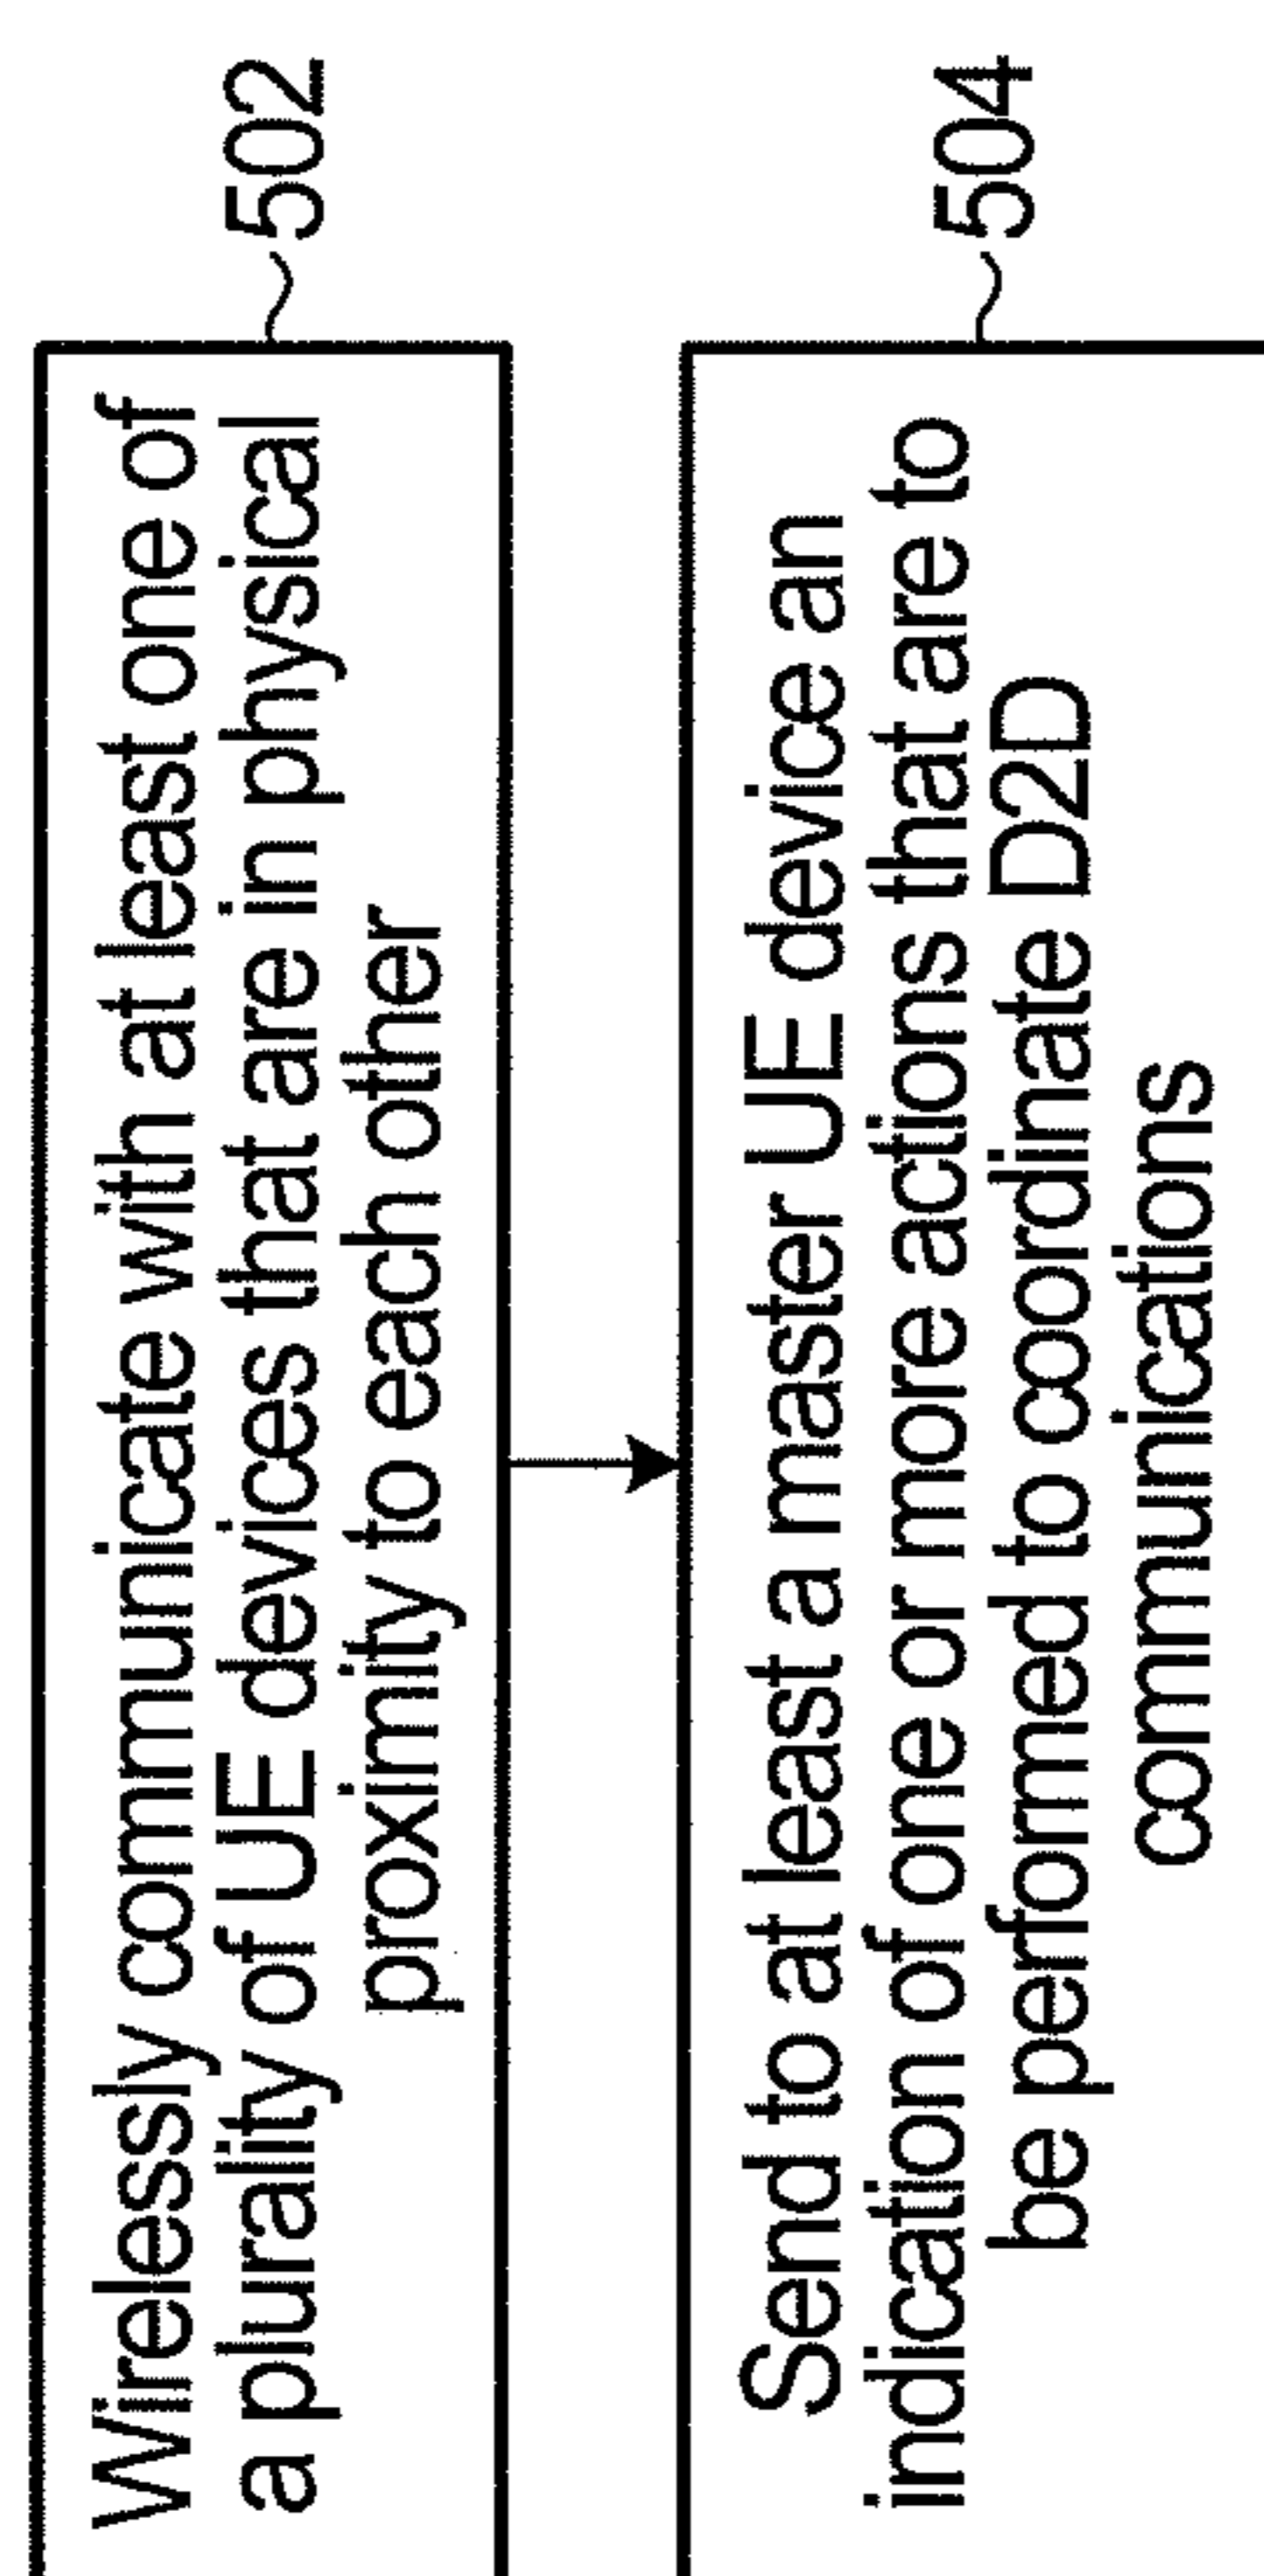 Wirelessly communicate with at least one of
a plurality of UE devices that are in physical
proximity to each other
502
Send to at least a master UE device an
indication of one or more actions that are to
be performed to coordinate D2D
communications
504